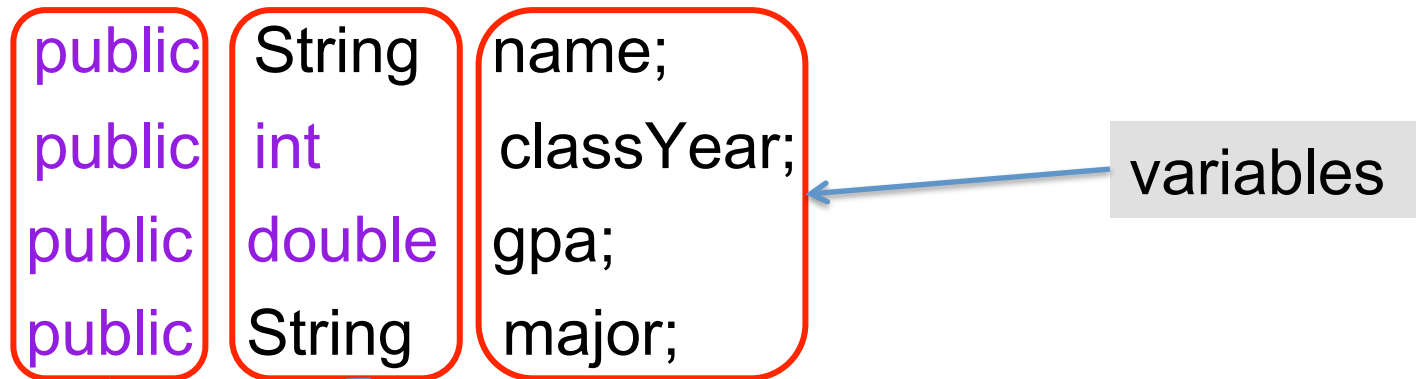 public String name;
public int classYear;
variables
public double gpa;
public String major;